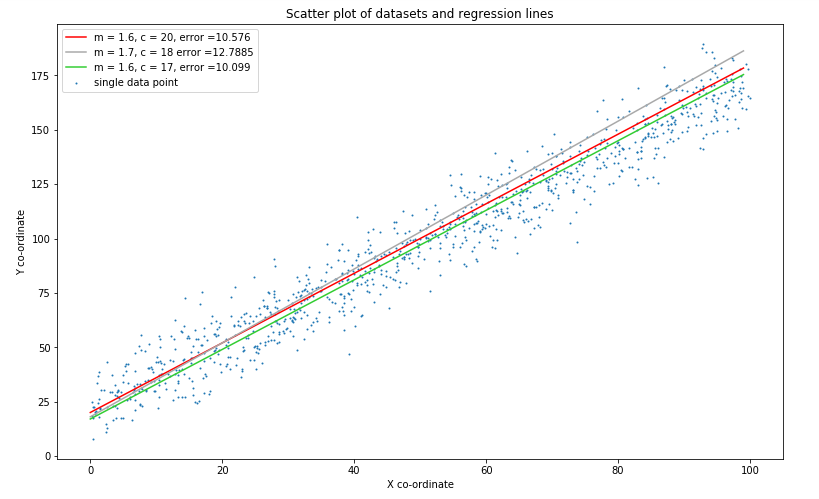 Scatter plot of datasets and regression lines
m = 1.6, c = 20, error =10.576
m = 1.7, c = 18 error =12.7885
m = 1.6, c = 17, error =10.099
single data point
Y co-ordinate
175
150
125
100
75
50
25
0
0 20 40 60 80 100
X co-ordinate